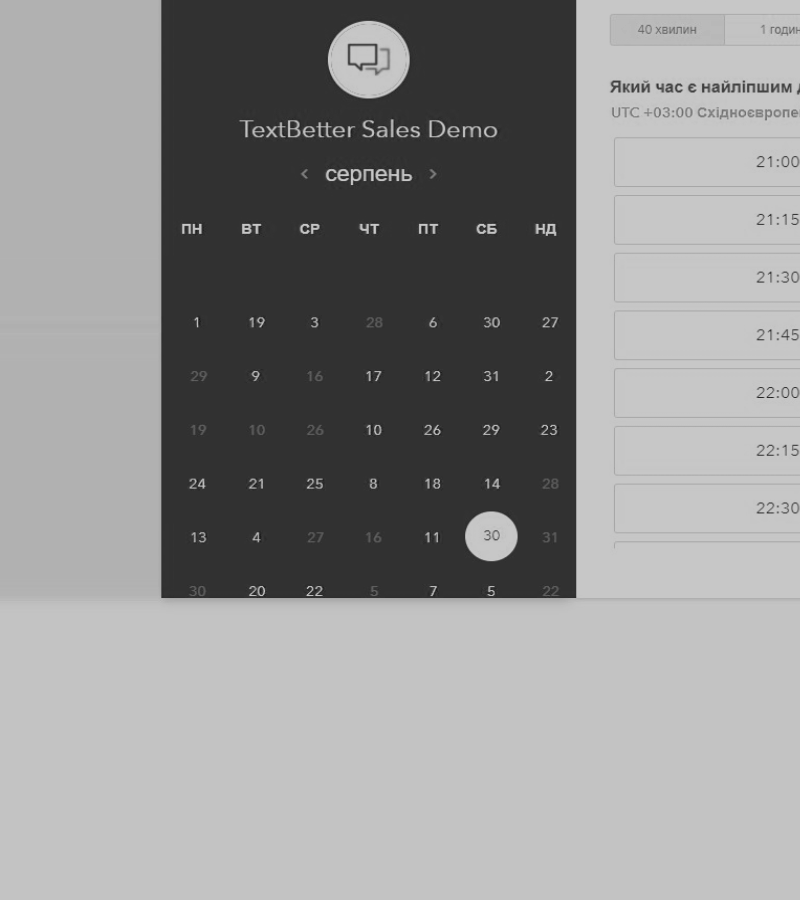 TextBetter Sales Demo
< серпень >
ПН ВТ СР ЧТ ПТ СБ НД
1 19 3 28 6 30 27
29 9 16 17 12 31 2
19 10 26 10 26 29 23
24 21 25 8 18 14 28
13 4 27 16 11 30 31
30 20 22 5 7 5 22
40 хвилин 1 годин
Який час є найліпшим
UTC +03:00 Східноєвропе
21:00
21:15
21:30
21:45
22:00
22:15
22:30